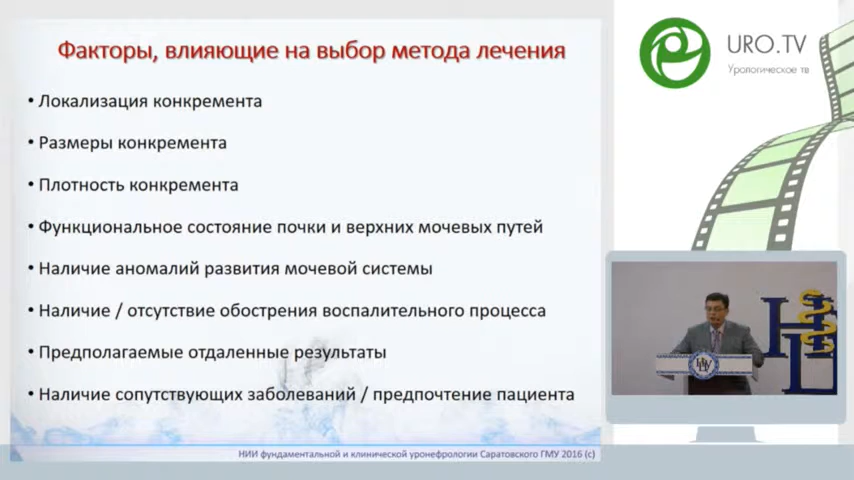 Факторы, влияющие на выбор метода лечения
• Локализация конкремента
• Размеры конкремента
• Плотность конкремента
• Функциональное состояние почки и верхних мочевых путей
• Наличие аномалий развития мочевой системы
• Наличие / отсутствие обострения воспалительного процесса
• Предполагаемые отдаленные результаты
• Наличие сопутствующих заболеваний / предпочтение пациента
НИИ фундаментальной и клинической уронефрологии Саратовского ГМУ 2016 (с)
URO.TV
Урологическое тв